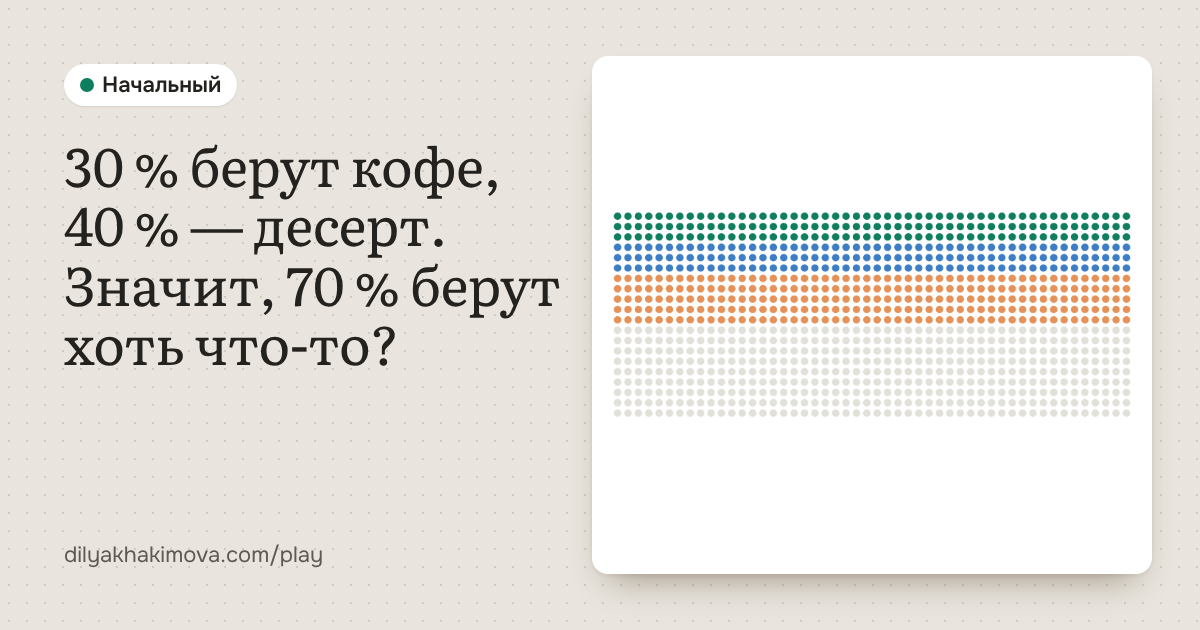 Начальный
30 % берут кофе,
40 % — десерт.
Значит, 70 % берут
хоть что-то?
dilyakhakimova.com/play